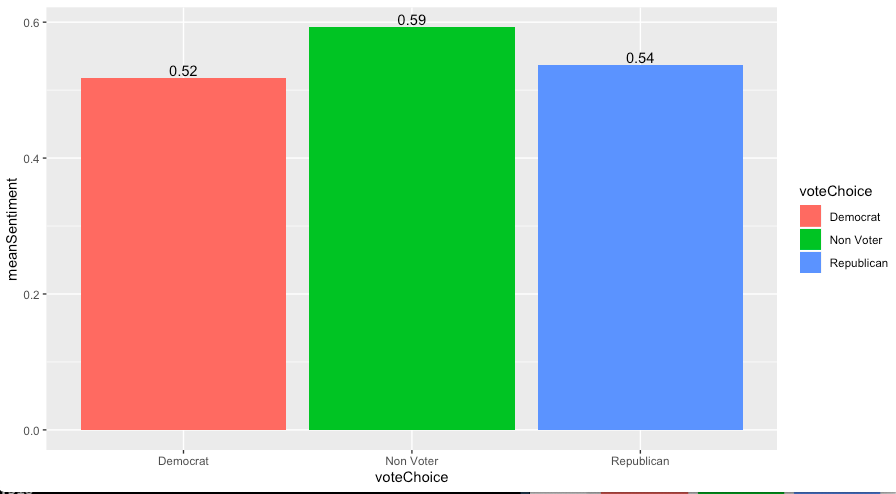 0.6
0.4
0.2
0.0
meanSentiment
0.52
0.59
0.54
Democrat
Non Voter
Republican
voteChoice
voteChoice
Democrat
Non Voter
Republican